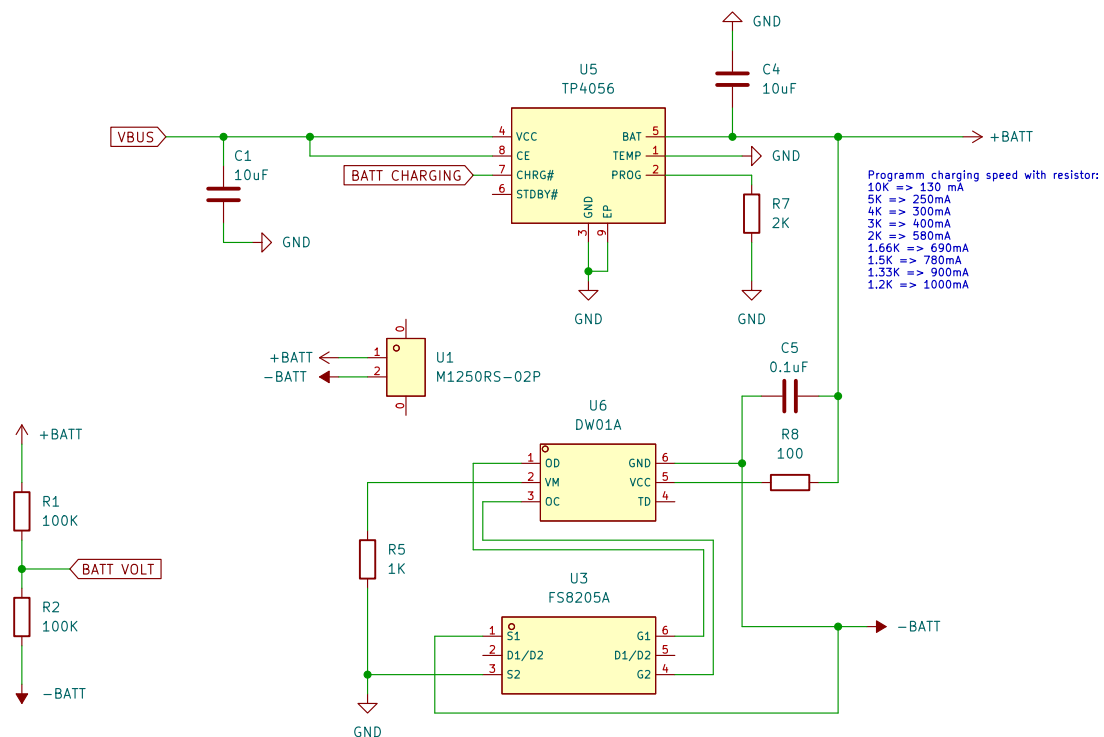 GND
U5
TP4056
C4
10uF
VBUS
4
VCC
BAT
5
+BATT
8
CE
TEMP
1
GND
C1
10uF
BATT CHARGING
7
CHRG#
PROG
2
6
STDBY#
GND
EP
3
9
R7
2K
GND
GND
GND
Programm charging speed with resistor:
10K => 130 mA
5K => 250mA
4K => 300mA
3K => 400mA
2K => 580mA
1.66K => 690mA
1.5K => 780mA
1.33K => 900mA
1.2K => 1000mA
0
+BATT
1
U1
-BATT
2
M1250RS-02P
0
C5
0.1uF
U6
DW01A
R8
100
+BATT
1
OD
GND
6
2
VM
VCC
5
3
OC
TD
4
R1
100K
BATT VOLT
R5
1K
U3
FS8205A
R2
100K
1
S1
G1
6
-BATT
2
D1/D2
D1/D2
5
3
S2
G2
4
-BATT
GND